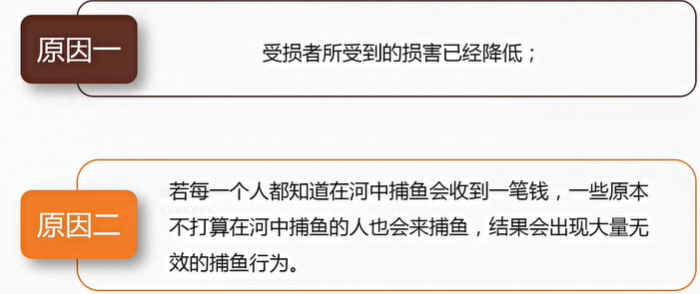 原因一
受损者所受到的损害已经降低；
原因二
若每一个人都知道在河中捕鱼会收到一笔钱，一些原本
不打算在河中捕鱼的人也会来捕鱼，结果会出现大量无
效的捕鱼行为。